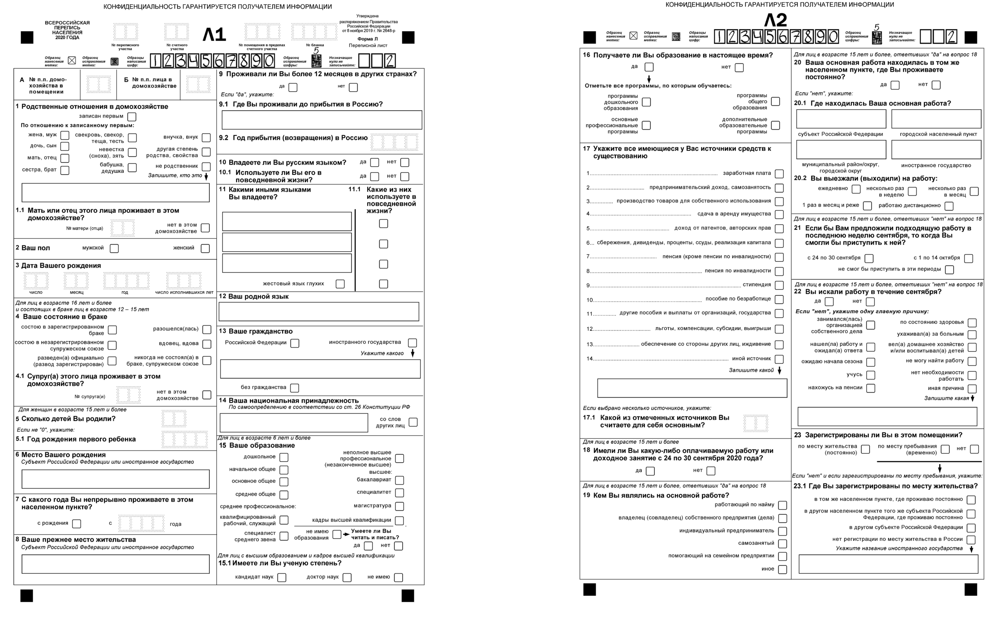 КОНФИДЕНЦИАЛЬНОСТЬ ГАРАНТИРУЕТСЯ ПОЛУЧАТЕЛЕМ ИНФОРМАЦИИ
ВСЕРОССИЙСКАЯ
ПЕРЕПИСЬ
НАСЕЛЕНИЯ
2020 ГОДА
№ переписного
участка
№ счетного
участка
Л1
№ помещения в пределах
счетного участка
№ бланка
Утверждена
распоряжением Правительства
Российской Федерации
от 8 ноября 2019 г. № 2648-р
Форма Л
Переписной лист
Образец
нанесения
метки:
Образец
исправления
метки:
Образцы
написания
цифр:
1 2 3 4 5 6 7 8 9 0
Образец
исправления
цифры:
5
Незначащие
нули не
записывайте:
2
А № п.п. домо-
хозяйства в
помещении
Б № п.п. лица в
домохозяйстве
1 Родственные отношения в домохозяйстве
записан первым
По отношению к записанному первым:
жена, муж
дочь, сын
мать, отец
сестра, брат
свекровь, свекор,
теща, тесть
невестка
(сноха), зять
бабушка,
дедушка
внучка, внук
другая степень
родства, свойства
не родственник
Запишите, кто это
1.1 Мать или отец этого лица проживает в этом
домохозяйстве?
№ матери (отца)
нет в этом
домохозяйстве
2 Ваш пол
мужской
женский
3 Дата Вашего рождения
число
месяц
год
число исполнившихся лет
Для лиц в возрасте 16 лет и более
и состоящих в браке лиц в возрасте 12 – 15 лет
4 Ваше состояние в браке
состою в зарегистрированном
браке
состою в незарегистрированном
супружеском союзе
разведен(а) официально
(развод зарегистрирован)
разошелся(лась)
вдовец, вдова
никогда не состоял(а) в
браке, супружеском союзе
4.1 Супруг(а) этого лица проживает в этом
домохозяйстве?
№ супруга(и)
нет в этом
домохозяйстве
Для женщин в возрасте 15 лет и более
5 Сколько детей Вы родили?
Если не "0", укажите:
5.1 Год рождения первого ребенка
6 Место Вашего рождения
Субъект Российской Федерации или иностранное государство
7 С какого года Вы непрерывно проживаете в этом
населенном пункте?
с рождения
с
года
8 Ваше прежнее место жительства
Субъект Российской Федерации или иностранное государство
9 Проживали ли Вы более 12 месяцев в других странах?
да
нет
Если "да", укажите:
9.1 Где Вы проживали до прибытия в Россию?
9.2 Год прибытия (возвращения) в Россию
10 Владеете ли Вы русским языком?
да
нет
10.1 Используете ли Вы его в
повседневной жизни?
да
нет
11 Какими иными языками
Вы владеете?
11.1 Какие из них
используете в
повседневной
жизни?
жестовый язык глухих
12 Ваш родной язык
13 Ваше гражданство
Российской Федерации
иностранного государства
Укажите какого
без гражданства
14 Ваша национальная принадлежность
По самоопределению в соответствии со ст. 26 Конституции РФ
со слов
других лиц
Для лиц в возрасте 6 лет и более
15 Ваше образование
дошкольное
начальное общее
основное общее
среднее общее
среднее профессиональное:
квалифицированный
рабочий, служащий
специалист
среднего звена
неполное высшее
профессиональное
(незаконченное высшее)
высшее:
бакалавриат
специалитет
магистратура
кадры высшей квалификации
не имею
образования
Умеете ли Вы
читать и писать?
да
нет
Для лиц с высшим образованием и кадров высшей квалификации
15.1 Имеете ли Вы ученую степень?
кандидат наук
доктор наук
не имею
КОНФИДЕНЦИАЛЬНОСТЬ ГАРАНТИРУЕТСЯ ПОЛУЧАТЕЛЕМ ИНФОРМАЦИИ
Л2
Образец
нанесения
метки:
Образец
исправления
метки:
Образцы
написания
цифр:
1 2 3 4 5 6 7 8 9 0
Образец
исправления
цифры:
5
Незначащие
нули не
записывайте:
2
16 Получаете ли Вы образование в настоящее время?
да
нет
Отметьте все программы, по которым обучаетесь:
программы
дошкольного
образования
программы
общего
образования
основные
профессиональные
программы
дополнительные
образовательные
программы
17 Укажите все имеющиеся у Вас источники средств к
существованию
1. заработная плата
2. предпринимательский доход, самозанятость
3. производство товаров для собственного использования
4. сдача в аренду имущества
5. доход от патентов, авторских прав
6... сбережения, дивиденды, проценты, ссуды, реализация капитала
7. пенсия (кроме пенсии по инвалидности)
8. пенсия по инвалидности
9. стипендия
10. пособие по безработице
11. другие пособия и выплаты от организаций, государства
12. льготы, компенсации, субсидии, выигрыши
13. обеспечение со стороны других лиц, иждивение
14. иной источник
Запишите какой
Если выбрано несколько источников, укажите:
17.1 Какой из отмеченных источников Вы
считаете для себя основным?
Для лиц в возрасте 15 лет и более
18 Имели ли Вы какую-либо оплачиваемую работу или
доходное занятие с 24 по 30 сентября 2020 года?
да
нет
Для лиц в возрасте 15 лет и более, ответивших "да" на вопрос 18
19 Кем Вы являлись на основной работе?
работающий по найму
владелец (совладелец) собственного предприятия (дела)
индивидуальный предприниматель
самозанятый
помогающий на семейном предприятии
иное
Для лиц в возрасте 15 лет и более, ответивших "да" на вопрос 18
20 Ваша основная работа находилась в том же
населенном пункте, где Вы проживаете
постоянно?
да
нет
Если "нет", укажите:
20.1 Где находилась Ваша основная работа?
субъект Российской Федерации
городской населенный пункт
муниципальный район/округ,
городской округ
иностранное государство
20.2 Вы выезжали (выходили) на работу:
ежедневно
несколько раз
в неделю
несколько раз
в месяц
1 раз в месяц и реже
работаю дистанционно
Для лиц в возрасте 15 лет и более, ответивших "нет" на вопрос 18
21 Если бы Вам предложили подходящую работу в
последнюю неделю сентября, то когда Вы
смогли бы приступить к ней?
с 24 по 30 сентября
с 1 по 14 октября
не смог бы приступить в эти периоды
Для лиц в возрасте 15 лет и более, ответивших "нет" на вопрос 18
22 Вы искали работу в течение сентября?
да
нет
Если "нет", укажите одну главную причину:
занимался(лась)
организацией
собственного дела
нашел(ла) работу и
ожидал(а) ответа
ожидаю начала сезона
учусь
нахожусь на пенсии
по состоянию здоровья
ухаживал(а) за больным
вел(а) домашнее хозяйство
и/или воспитывал(а) детей
не могу найти работу
нет необходимости
работать
иная причина
Запишите какая
23 Зарегистрированы ли Вы в этом помещении?
по месту жительства
(постоянно)
по месту пребывания
(временно)
нет
Если "нет" и если зарегистрированы по месту пребывания, укажите:
23.1 Где Вы зарегистрированы по месту жительства?
в том же населенном пункте, где проживаю постоянно
в другом населенном пункте того же субъекта Российской
Федерации, где проживаю постоянно
в другом субъекте Российской Федерации
нет регистрации по месту жительства в России
Укажите название иностранного государства